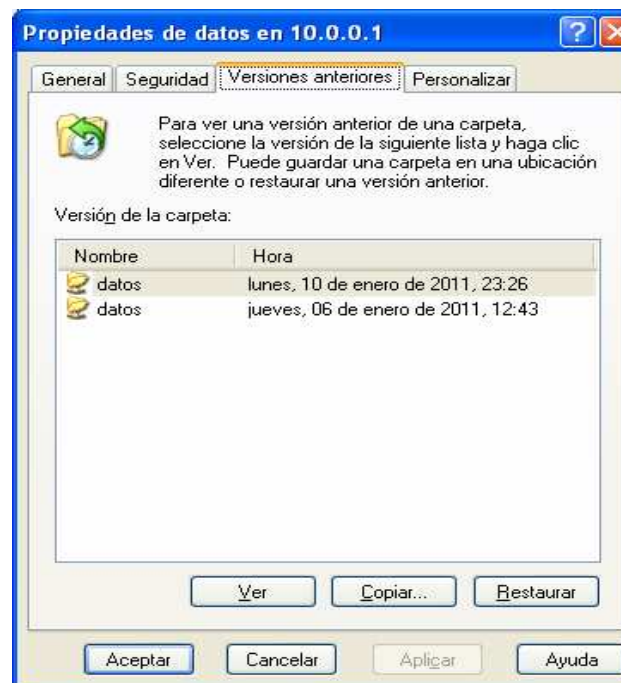 Propiedades de datos en 10.0.0.1
General Seguridad Versiones anteriores Personalizar
Para ver una versión anterior de una carpeta,
seleccione la versión de la siguiente lista y haga clic
en Ver. Puede guardar una carpeta en una ubicación
diferente o restaurar una versión anterior.
Versión de la carpeta:
Nombre Hora
datos lunes, 10 de enero de 2011, 23:26
datos jueves, 06 de enero de 2011, 12:43
Ver Copiar... Restaurar
Aceptar Cancelar Aplicar Ayuda